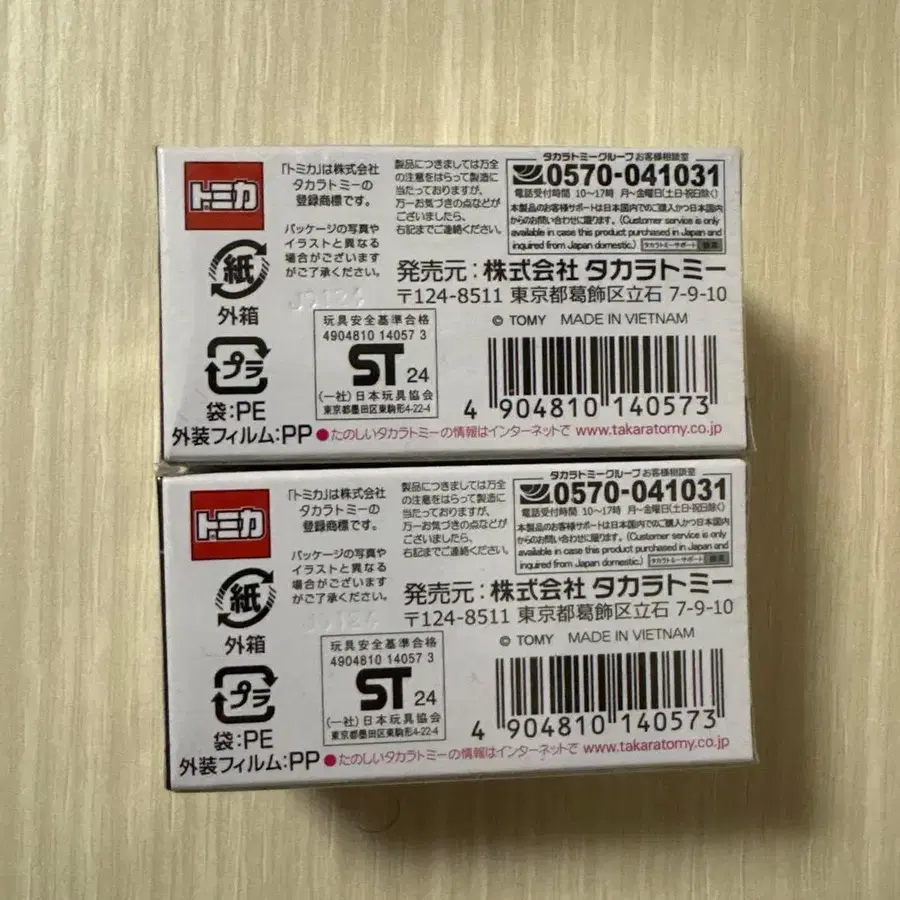 トミカ
「トミカ」は株式会社
タカラトミーの
登録商標です。
パッケージの写真や
イラストと異なる
場合がございます
がご了承ください。
製品につきましては万全
の注意をはらって製造に
当たっておりますが、
万一お気づきの点などが
ございましたら、
右記までご連絡ください。
タカラトミーグループ お客様相談室
0570-041031
電話受付時間 10〜17時 月〜金曜日(土日・祝日除く)
本製品のお客様サポートは日本国内でのご購入かつ日本国内
からのお問い合わせに限ります。(Customer service is only
available in case this product purchased in Japan and
inquired from Japan domestic.) タカラトミーサポート 検索
発売元:株式会社 タカラトミー
〒124-8511 東京都葛飾区立石 7-9-10
© TOMY MADE IN VIETNAM
紙
外箱
プラ
袋:PE
外装フィルム:PP
玩具安全基準合格
4904810 14057 3
ST 24
(一社)日本玩具協会
東京都墨田区東駒形4-22-4
4 904810 140573
●たのしいタカラトミーの情報はインターネットで www.takaratomy.co.jp
トミカ
「トミカ」は株式会社
タカラトミーの
登録商標です。
パッケージの写真や
イラストと異なる
場合がございます
がご了承ください。
製品につきましては万全
の注意をはらって製造に
当たっておりますが、
万一お気づきの点などが
ございましたら、
右記までご連絡ください。
タカラトミーグループ お客様相談室
0570-041031
電話受付時間 10〜17時 月〜金曜日(土日・祝日除く)
本製品のお客様サポートは日本国内でのご購入かつ日本国内
からのお問い合わせに限ります。(Customer service is only
available in case this product purchased in Japan and
inquired from Japan domestic.) タカラトミーサポート 検索
発売元:株式会社 タカラトミー
〒124-8511 東京都葛飾区立石 7-9-10
© TOMY MADE IN VIETNAM
紙
外箱
プラ
袋:PE
外装フィルム:PP
玩具安全基準合格
4904810 14057 3
ST 24
(一社)日本玩具協会
東京都墨田区東駒形4-22-4
4 904810 140573
●たのしいタカラトミーの情報はインターネットで www.takaratomy.co.jp